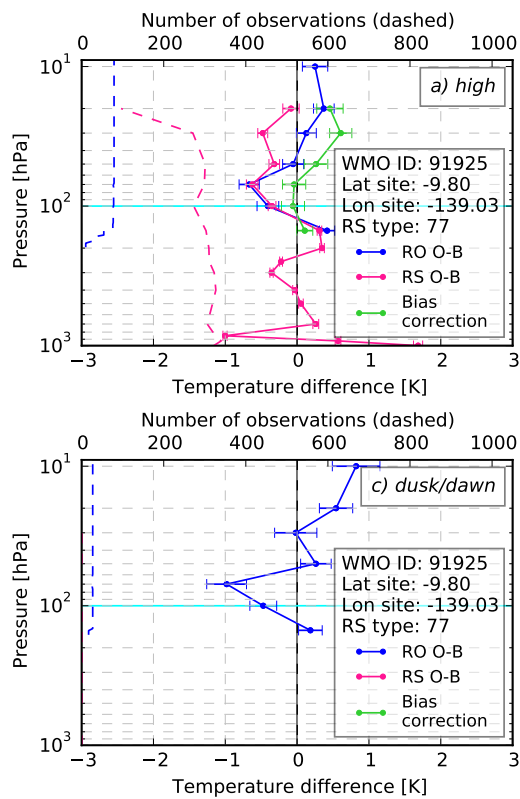 Number of observations (dashed)
0 200 400 600 800 1000
10¹
a) high
WMO ID: 91925
Lat site: -9.80
Lon site: -139.03
RS type: 77
RO O-B
RS O-B
Bias
correction
Pressure [hPa]
10²
10³
−3 −2 −1 0 1 2 3
Temperature difference [K]
Number of observations (dashed)
0 200 400 600 800 1000
10¹
c) dusk/dawn
WMO ID: 91925
Lat site: -9.80
Lon site: -139.03
RS type: 77
RO O-B
RS O-B
Bias
correction
Pressure [hPa]
10²
10³
−3 −2 −1 0 1 2 3
Temperature difference [K]